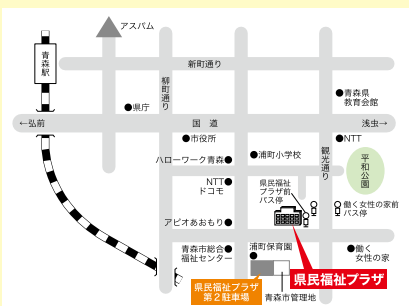 アスパム
青森駅
新町通り
柳町通り
県庁
青森県
教育会館
←弘前
国 道
浅虫→
市役所
NTT
ハローワーク青森
浦町小学校
観光通り
平和公園
NTT
ドコモ
県民福祉
プラザ前
バス停
働く女性の家前
バス停
アピオあおもり
青森市総合
福祉センター
浦町保育園
働く
女性の家
県民福祉プラザ
県民福祉プラザ
第2駐車場
青森市管理地